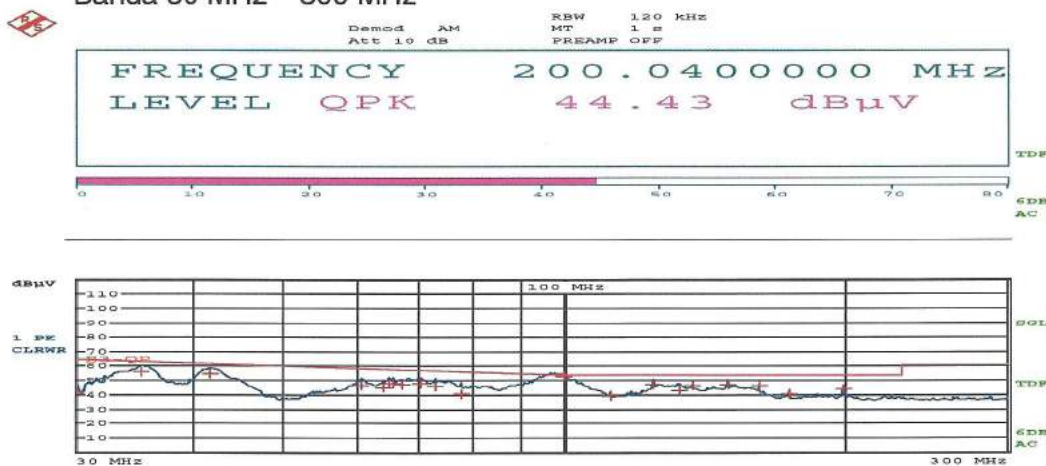 Banda 30 MHz – 300 MHz
R S
RBW 120 kHz
Demod AM MT 1 s
Att 10 dB PREAMP OFF
FREQUENCY 200.0400000 MHz
LEVEL QPK 44.43 dBµV
TDF
0 10 20 30 40 50 60 70 80
6DB
AC
dBµV
100 MHz
110
100
90
SGL
1 PK
80
CLRWR
70
60
50
TDF
40
30
20
6DB
10
AC
30 MHz 300 MHz